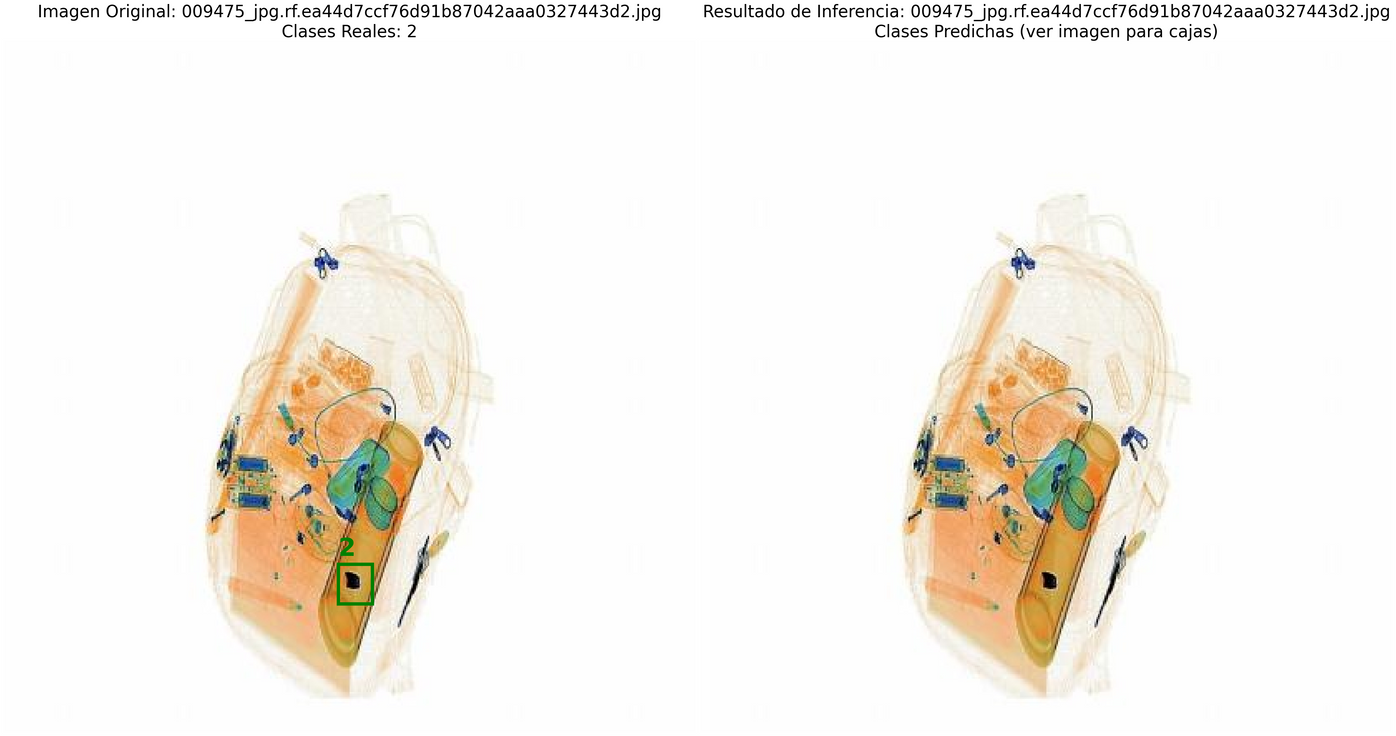 Imagen Original: 009475_jpg.rf.ea44d7ccf76d91b87042aaa0327443d2.jpg
Clases Reales: 2
Resultado de Inferencia: 009475_jpg.rf.ea44d7ccf76d91b87042aaa0327443d2.jpg
Clases Predichas (ver imagen para cajas)
2